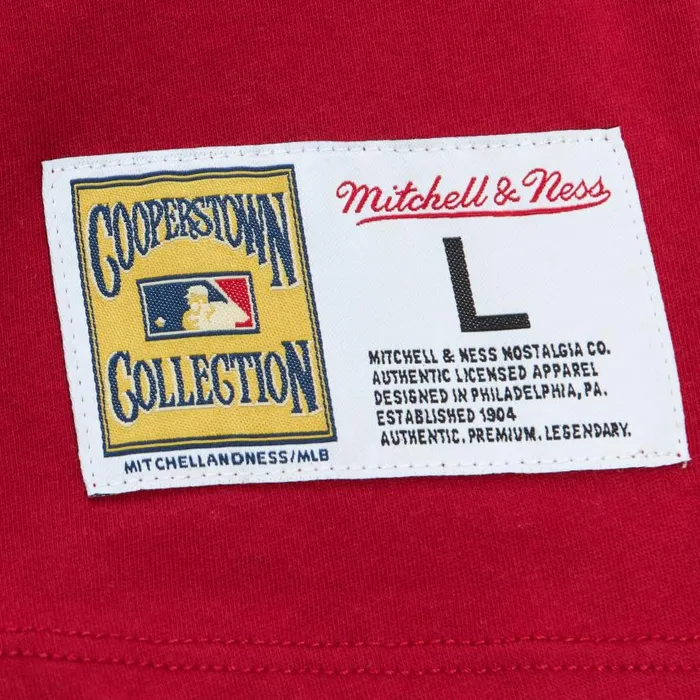 COOPERSTOWN
COLLECTION
MITCHELLANDNESS/MLB
Mitchell & Ness
L
MITCHELL & NESS NOSTALGIA CO.
AUTHENTIC LICENSED APPAREL
DESIGNED IN PHILADELPHIA, PA.
ESTABLISHED 1904
AUTHENTIC. PREMIUM. LEGENDARY.